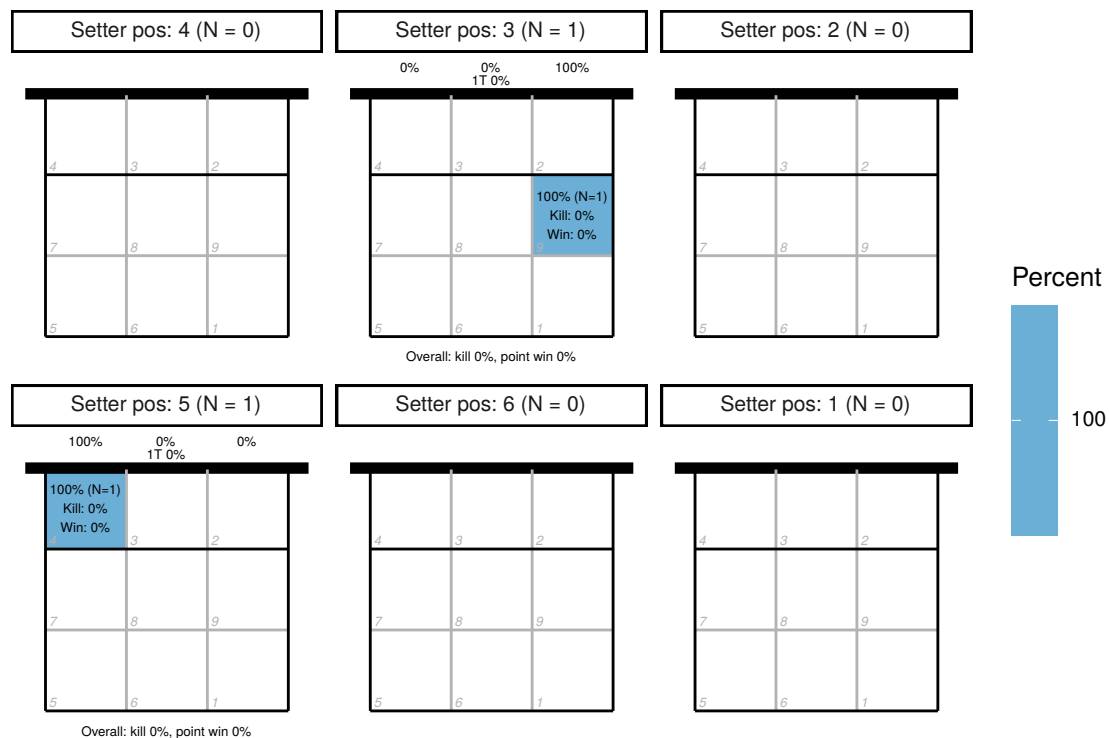 Setter pos: 4 (N = 0)
Setter pos: 3 (N = 1)
Setter pos: 2 (N = 0)
0% 0% 100%
1T 0%
4 3 2
7 8 9
5 6 1
4 3 2
100% (N=1)
Kill: 0%
Win: 0%
7 8 9
5 6 1
Overall: kill 0%, point win 0%
4 3 2
7 8 9
5 6 1
Percent
100
Setter pos: 5 (N = 1)
Setter pos: 6 (N = 0)
Setter pos: 1 (N = 0)
100% 0% 0%
1T 0%
100% (N=1)
Kill: 0%
Win: 0%
4 3 2
7 8 9
5 6 1
Overall: kill 0%, point win 0%
4 3 2
7 8 9
5 6 1
4 3 2
7 8 9
5 6 1